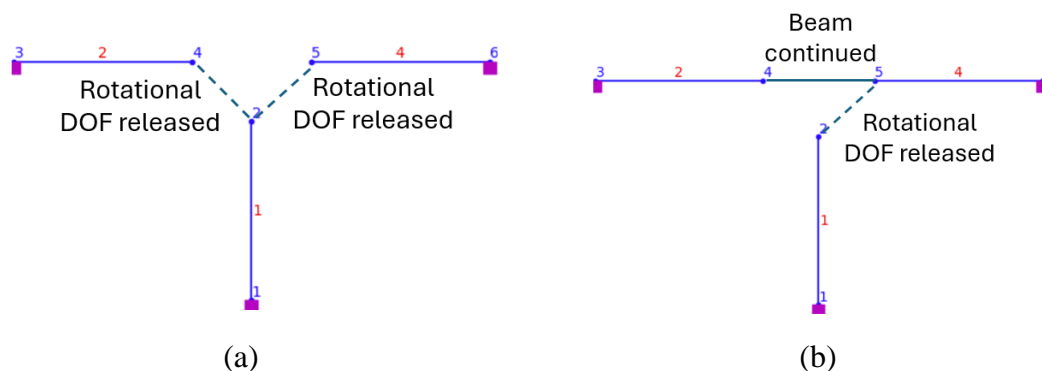 3 2 4 5 4 6
Rotational
DOF released
Rotational
DOF released
2
1
1
(a)
Beam
continued
3 2 4 5 4
Rotational
DOF released
2
1
1
(b)